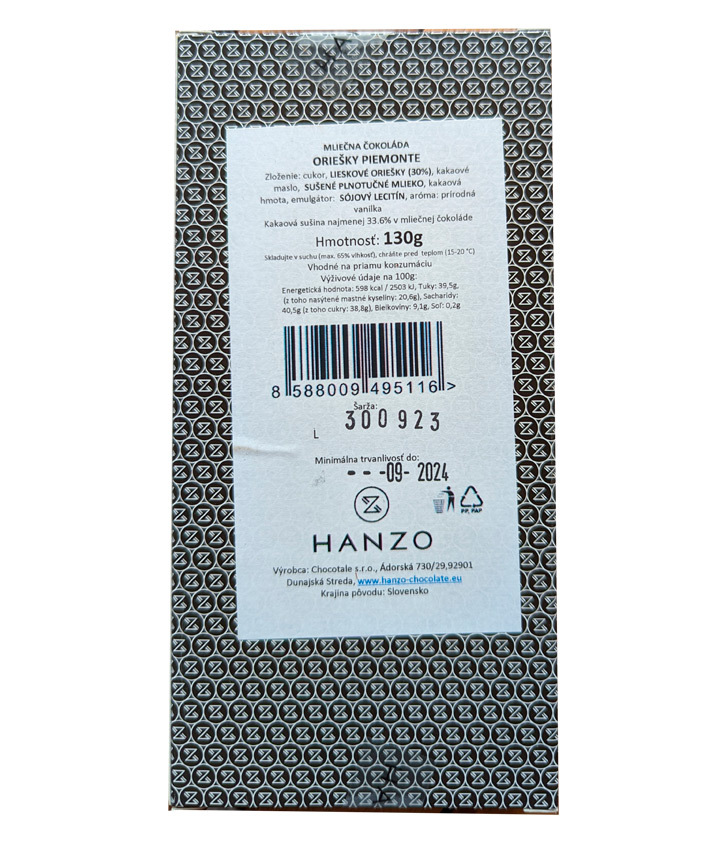 MLIEČNA ČOKOLÁDA
ORIEŠKY PIEMONTE
Zloženie: cukor, LIESKOVÉ ORIEŠKY (30%), kakaové
maslo, SUŠENÉ PLNOTUČNÉ MLIEKO, kakaová
hmota, emulgátor: SÓJOVÝ LECITÍN, aróma: prírodná
vanilka
Kakaová sušina najmenej 33.6% v mliečnej čokoláde
Hmotnosť: 130g
Skladujte v suchu (max. 65% vlhkosť), chráňte pred teplom (15-20 °C)
Vhodné na priamu konzumáciu
Výživové údaje na 100g:
Energetická hodnota: 598 kcal / 2503 kJ, Tuky: 39,5g,
(z toho nasýtené mastné kyseliny: 20,6g), Sacharidy:
40,5g (z toho cukry: 38,8g), Bielkoviny: 9,1g, Soľ: 0,2g
8 588009 495116 >
Šarža:
L 300923
Minimálna trvanlivosť do:
- - -09- 2024
PP, PAP
HANZO
Výrobca: Chocotale s.r.o., Ádorská 730/29,92901
Dunajská Streda, www.hanzo-chocolate.eu
Krajina pôvodu: Slovensko